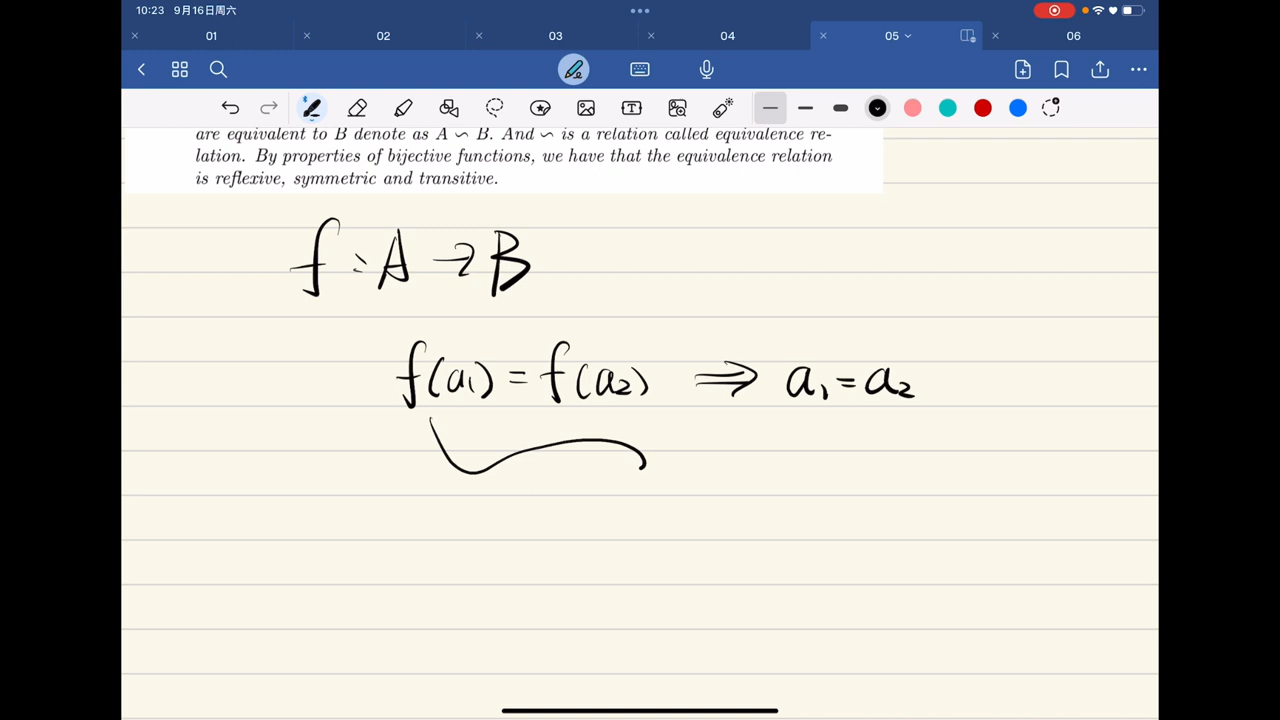 10:23 9月16日周六
01 02 03 04 05 06
are equivalent to B denote as A ∽ B. And ∽ is a relation called equivalence re-
lation. By properties of bijective functions, we have that the equivalence relation
is reflexive, symmetric and transitive.
f : A → B
f(a₁) = f(a₂) ⟹ a₁ = a₂